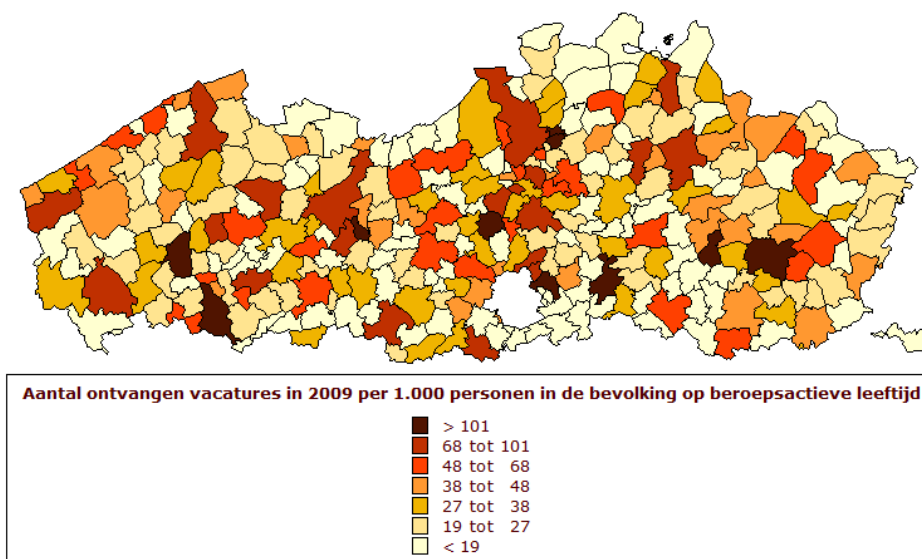 Aantal ontvangen vacatures in 2009 per 1.000 personen in de bevolking op beroepsactieve leeftijd
> 101
68 tot 101
48 tot 68
38 tot 48
27 tot 38
19 tot 27
< 19